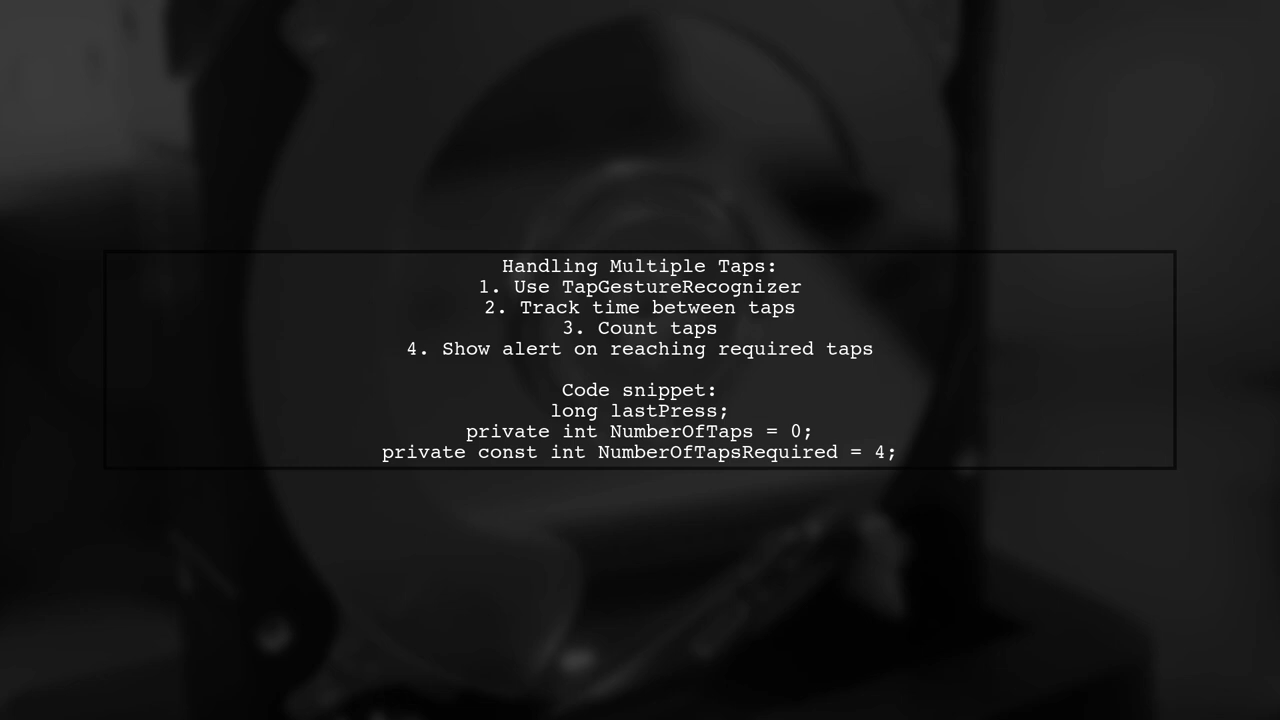 Handling Multiple Taps:
1. Use TapGestureRecognizer
2. Track time between taps
3. Count taps
4. Show alert on reaching required taps
Code snippet:
long lastPress;
private int NumberOfTaps = 0;
private const int NumberOfTapsRequired = 4;